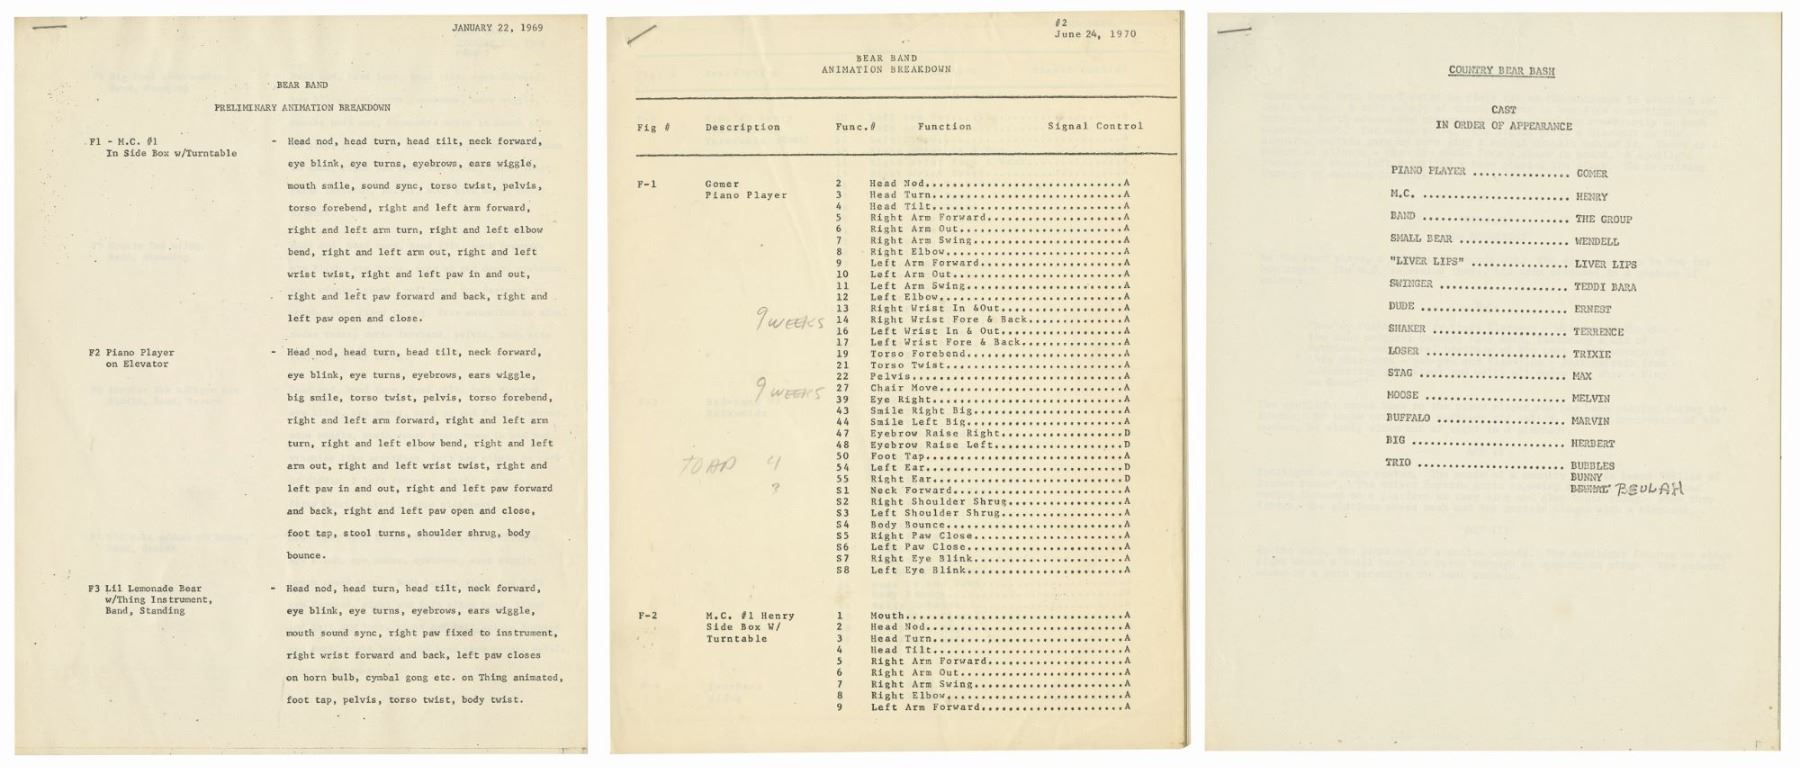 JANUARY 22, 1969
BEAR BAND
PRELIMINARY ANIMATION BREAKDOWN
F1 - M.C. #1
In Side Box w/Turntable
- Head nod, head turn, head tilt, neck forward,
eye blink, eye turns, eyebrows, ears wiggle,
mouth smile, sound sync, torso twist, pelvis,
torso forebend, right and left arm forward,
right and left arm turn, right and left elbow
bend, right and left arm out, right and left
wrist twist, right and left paw in and out,
right and left paw forward and back, right and
left paw open and close.
F2 Piano Player
on Elevator
- Head nod, head turn, head tilt, neck forward,
eye blink, eye turns, eyebrows, ears wiggle,
big smile, torso twist, pelvis, torso forebend,
right and left arm forward, right and left arm
turn, right and left elbow bend, right and left
arm out, right and left wrist twist, right and
left paw in and out, right and left paw forward
and back, right and left paw open and close,
foot tap, stool turns, shoulder shrug, body
bounce.
F3 Lil Lemonade Bear
w/Thing Instrument,
Band, Standing
- Head nod, head turn, head tilt, neck forward,
eye blink, eye turns, eyebrows, ears wiggle,
mouth sound sync, right paw fixed to instrument,
right wrist forward and back, left paw closes
on horn bulb, cymbal gong etc. on Thing animated,
foot tap, pelvis, torso twist, body twist.
#2
June 24, 1970
BEAR BAND
ANIMATION BREAKDOWN
Fig # Description Func.# Function Signal Control
F-1 Gomer 2 Head Nod............................A
Piano Player 3 Head Turn...........................A
4 Head Tilt...........................A
5 Right Arm Forward...................A
6 Right Arm Out.......................A
7 Right Arm Swing.....................A
8 Right Elbow.........................A
9 Left Arm Forward....................A
10 Left Arm Out........................A
11 Left Arm Swing......................A
12 Left Elbow..........................A
13 Right Wrist In &Out.................A
9 WEEKS 14 Right Wrist Fore & Back.............A
16 Left Wrist In & Out.................A
17 Left Wrist Fore & Back..............A
19 Torso Forebend......................A
21 Torso Twist.........................A
22 Pelvis..............................A
9 WEEKS 27 Chair Move..........................A
39 Eye Right...........................A
43 Smile Right Big.....................A
44 Smile Left Big......................A
47 Eyebrow Raise Right.................D
48 Eyebrow Raise Left..................D
50 Foot Tap............................A
54 Left Ear............................D
55 Right Ear...........................D
S1 Neck Forward........................A
S2 Right Shoulder Shrug................A
S3 Left Shoulder Shrug.................A
S4 Body Bounce.........................A
S5 Right Paw Close.....................A
S6 Left Paw Close......................A
S7 Right Eye Blink.....................A
S8 Left Eye Blink......................A
F-2 M.C. #1 Henry 1 Mouth...............................A
Side Box W/ 2 Head Nod............................A
Turntable 3 Head Turn...........................A
4 Head Tilt...........................A
5 Right Arm Forward...................A
6 Right Arm Out.......................A
7 Right Arm Swing.....................A
8 Right Elbow.........................A
9 Left Arm Forward....................A
COUNTRY BEAR BASH
CAST
IN ORDER OF APPEARANCE
PIANO PLAYER .............. GOMER
M.C. ..................... HENRY
BAND ..................... THE GROUP
SMALL BEAR ............... WENDELL
"LIVER LIPS" ............. LIVER LIPS
SWINGER .................. TEDDI BARA
DUDE ..................... ERNEST
SHAKER ................... TERRENCE
LOSER .................... TRIXIE
STAG ..................... MAX
MOOSE .................... MELVIN
BUFFALO .................. MARVIN
BIG ...................... HERBERT
TRIO ..................... BUBBLES
BUNNY
BEULAH